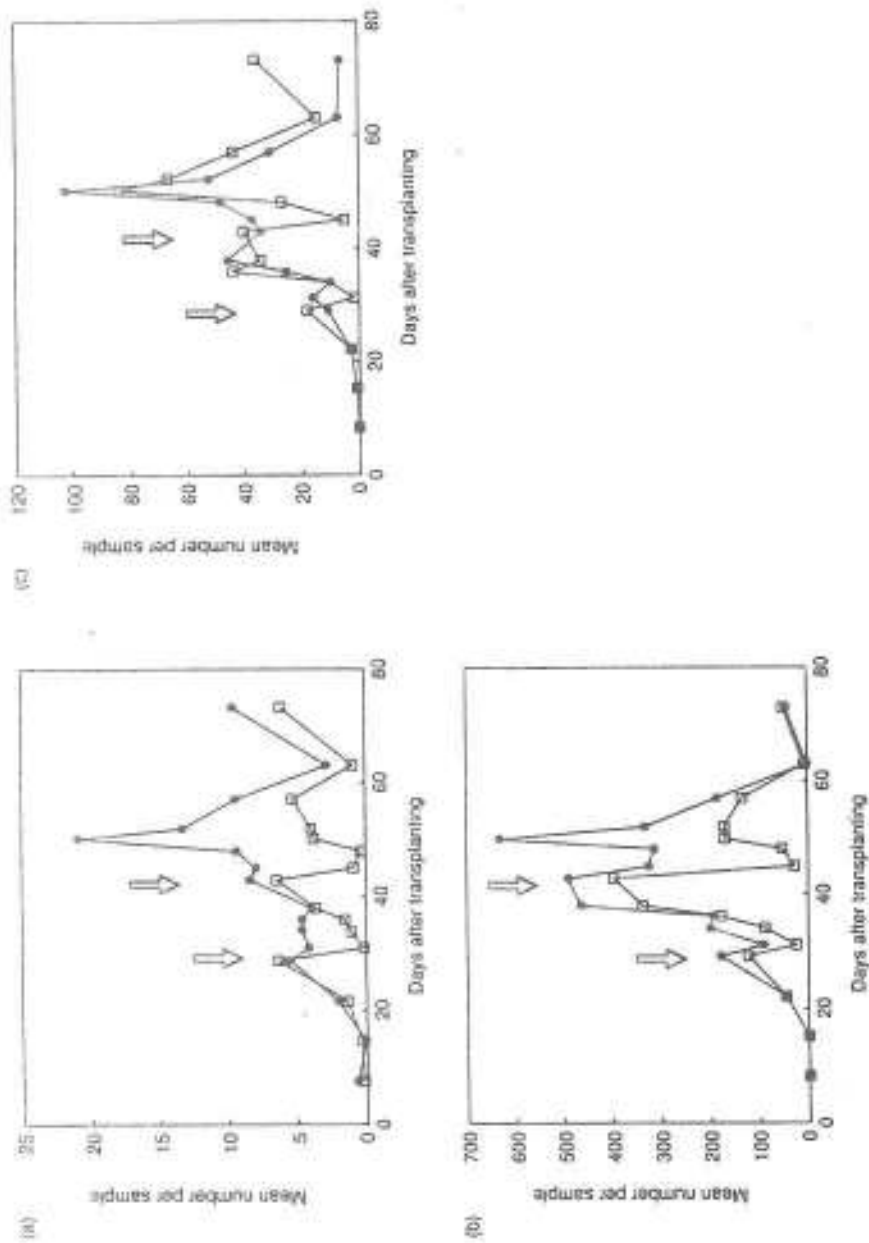 (a)
Mean number per sample
25
20
15
10
5
0
0 20 40 60 80
Days after transplanting
(b)
Mean number per sample
700
600
500
400
300
200
100
0
0 20 40 60 80
Days after transplanting
(c)
Mean number per sample
120
100
80
60
40
20
0
0 20 40 60 80
Days after transplanting